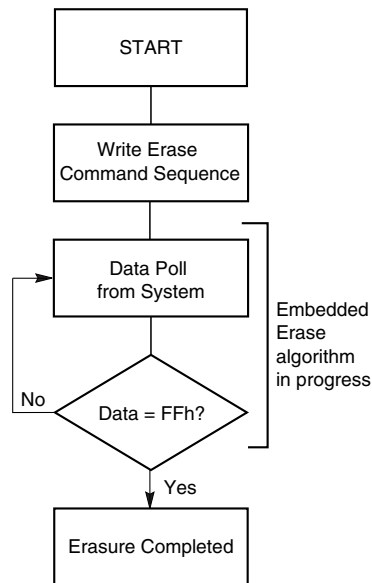 START
Write Erase
Command Sequence
Data Poll
from System
Embedded
Erase
algorithm
in progress
No
Data = FFh?
Yes
Erasure Completed